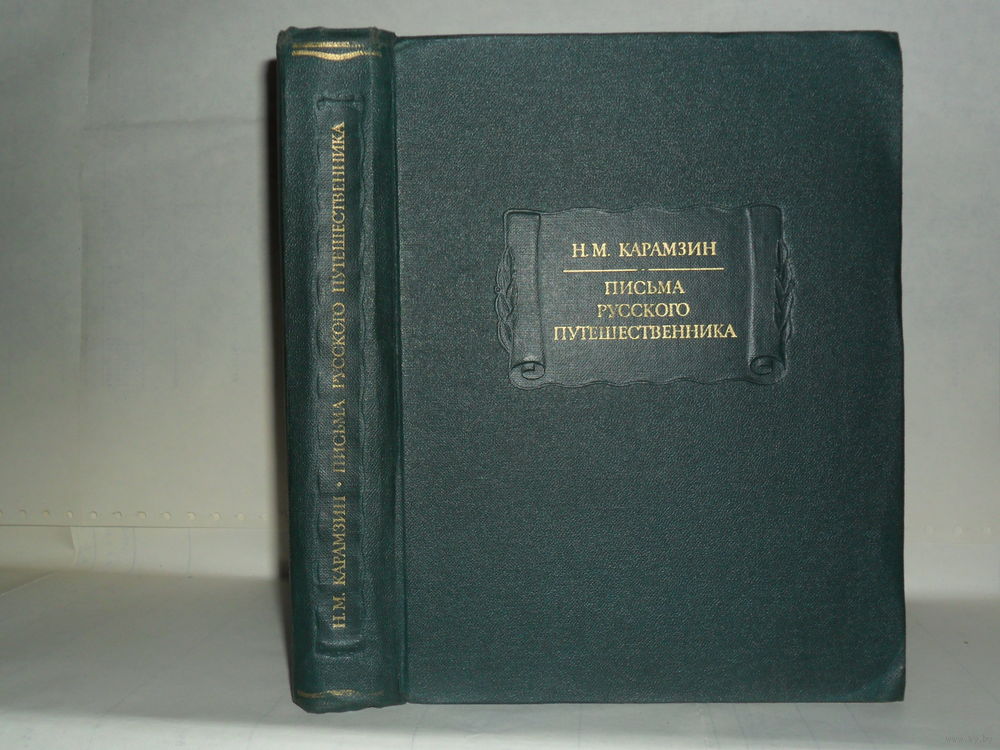 Н. М. КАРАМЗИН • ПИСЬМА РУССКОГО ПУТЕШЕСТВЕННИКА
Н. М. КАРАМЗИН
ПИСЬМА
РУССКОГО
ПУТЕШЕСТВЕННИКА